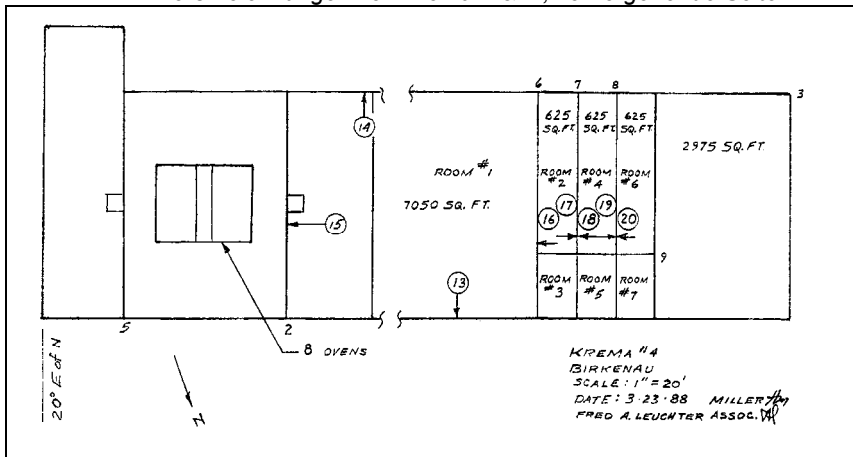 6 7 8
3
14
625 SQ.FT.
625 SQ.FT.
625 SQ.FT.
2975 SQ.FT.
ROOM #1
7050 SQ. FT.
ROOM #2
ROOM #4
ROOM #6
15
16 17 18 19 20
9
13
ROOM #3
ROOM #5
ROOM #7
5 2
8 OVENS
20° E of N
N
KREMA #4
BIRKENAU
SCALE: 1" = 20'
DATE: 3·23·88 MILLER
FRED A. LEUCHTER ASSOC.